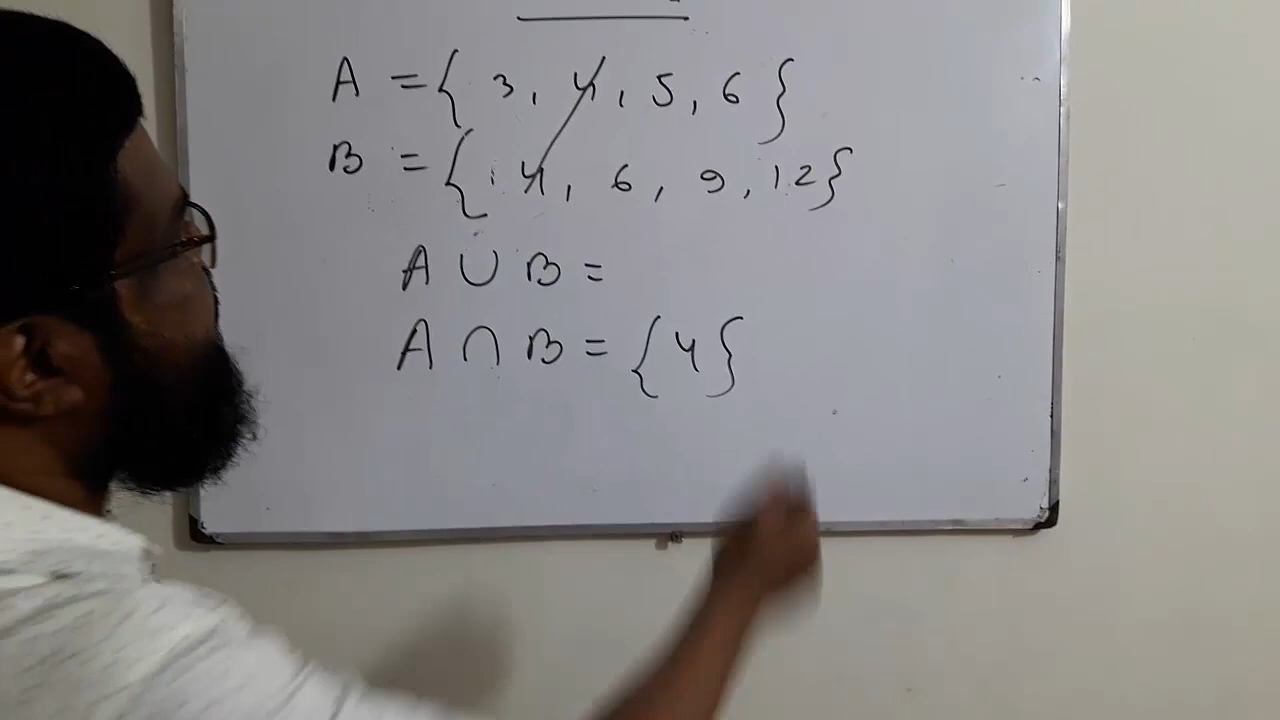 A = { 3, 4, 5, 6 }
B = { 4, 6, 9, 12 }
A ∪ B =
A ∩ B = { 4 }